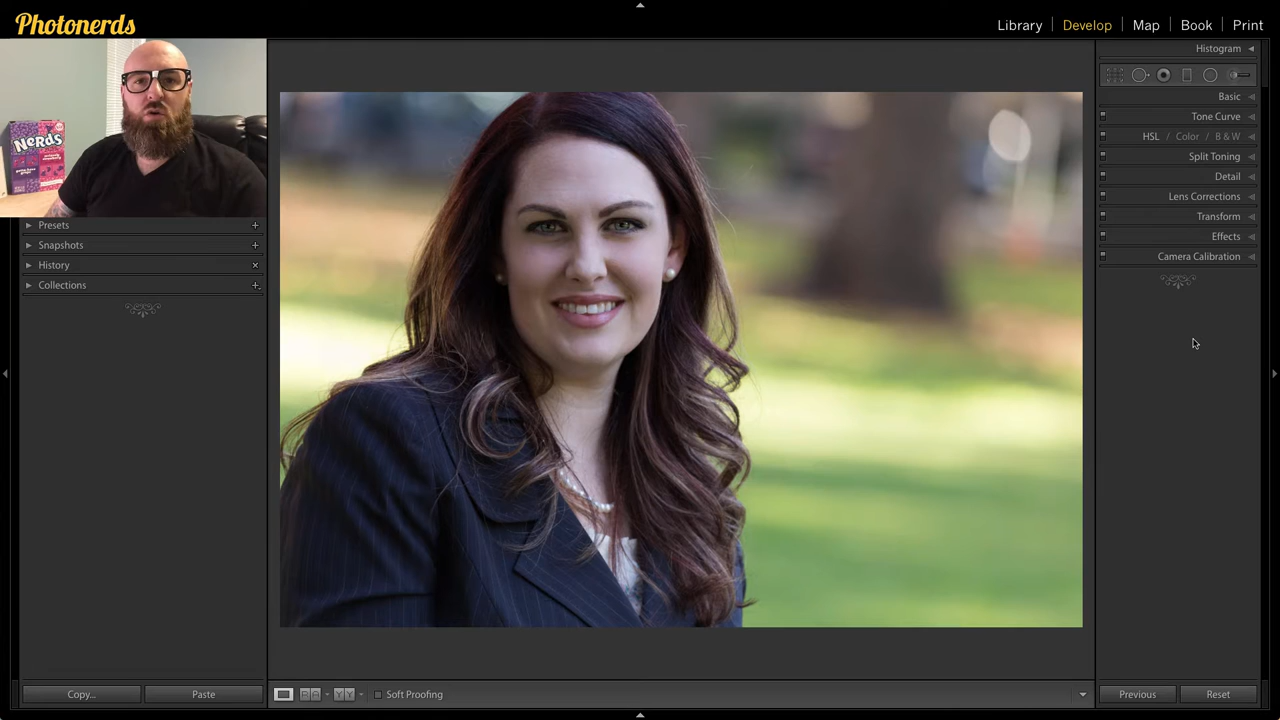 Photonerds
Library | Develop | Map | Book | Print
Histogram
Basic
Tone Curve
HSL / Color / B & W
Split Toning
Detail
Lens Corrections
Transform
Effects
Camera Calibration
NERDS
Presets
Snapshots
History
Collections
Copy...
Paste
Soft Proofing
Previous
Reset